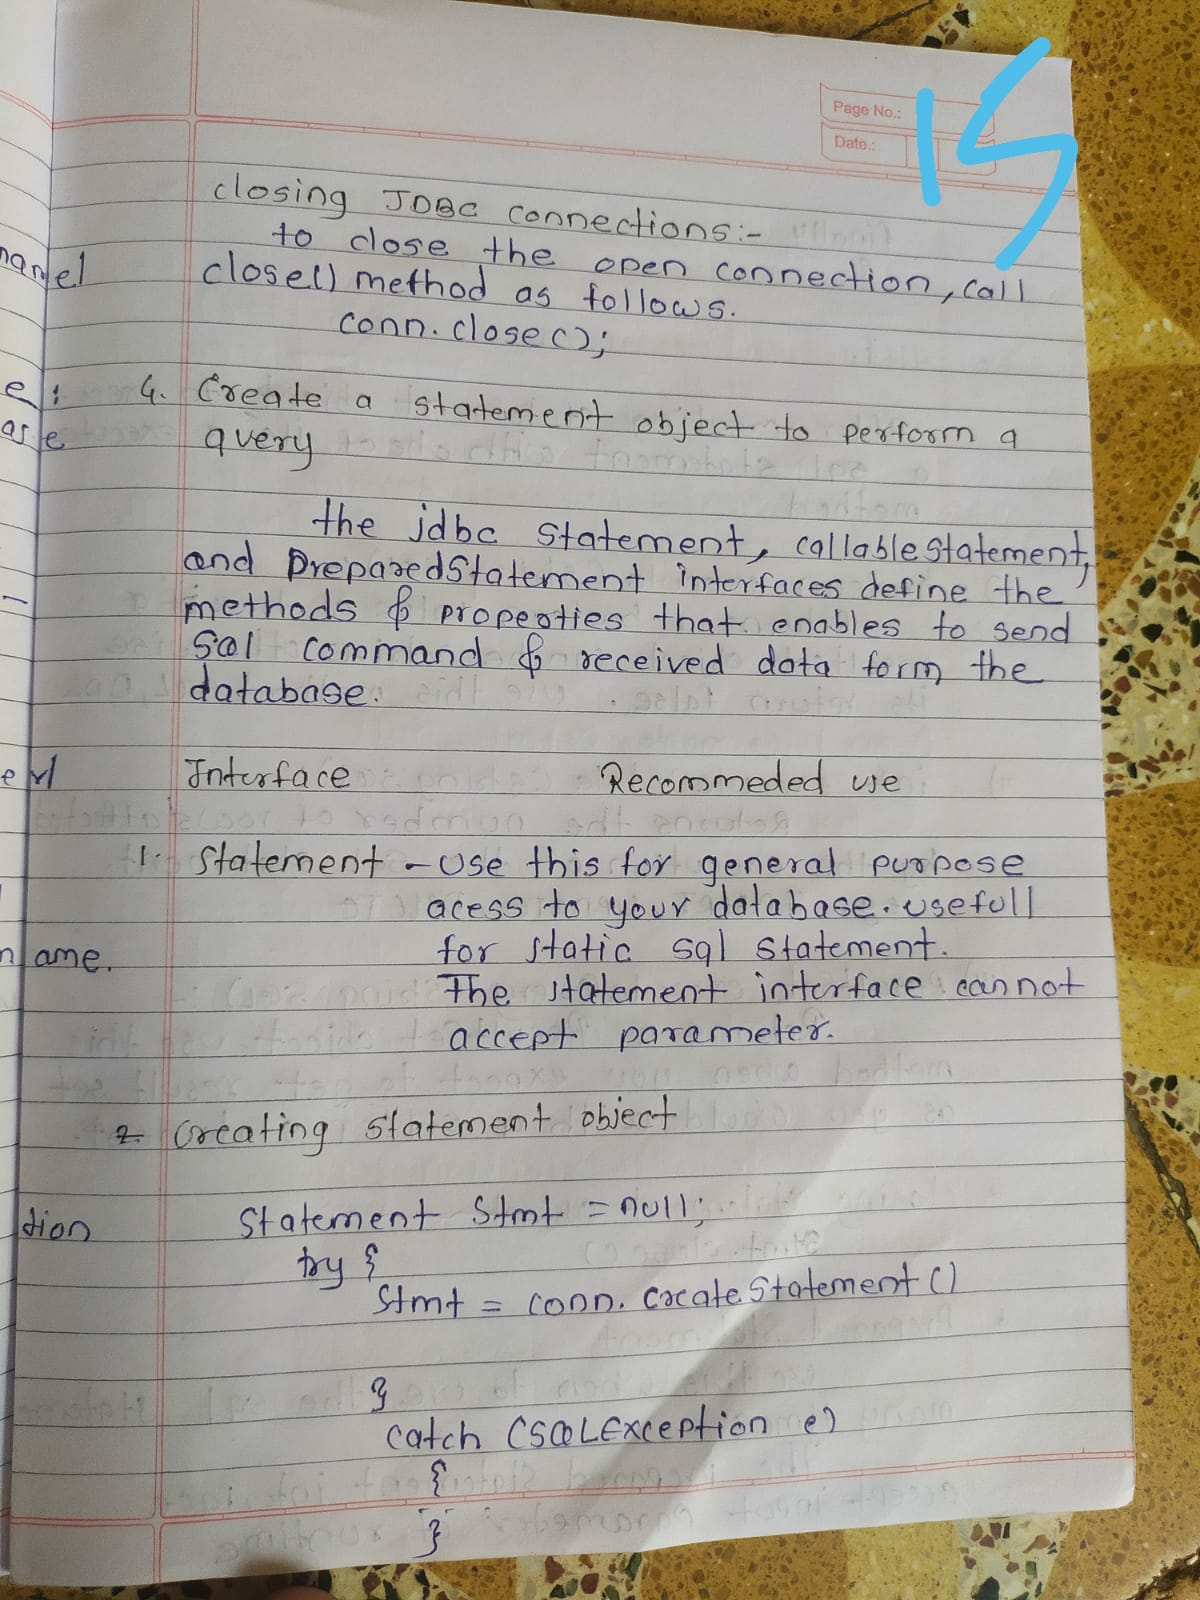 Page No.:
Date.:
15
closing JDBC connections:-
to close the open connection, call
close() method as follows.
conn. close();
4. Create a statement object to perform a
query
the jdbc Statement, callable Statement,
and PreparedStatement interfaces define the
methods & properties that enables to send
SQL command & received data form the
database.
Interface Recommeded use
1. Statement - Use this for general purpose
acess to your database. usefull
for static sql statement.
The statement interface cannot
accept parameter.
2. Creating statement object
Statement Stmt = null;
try {
Stmt = conn. createStatement ()
}
catch (SQLException e)
{
}
name.